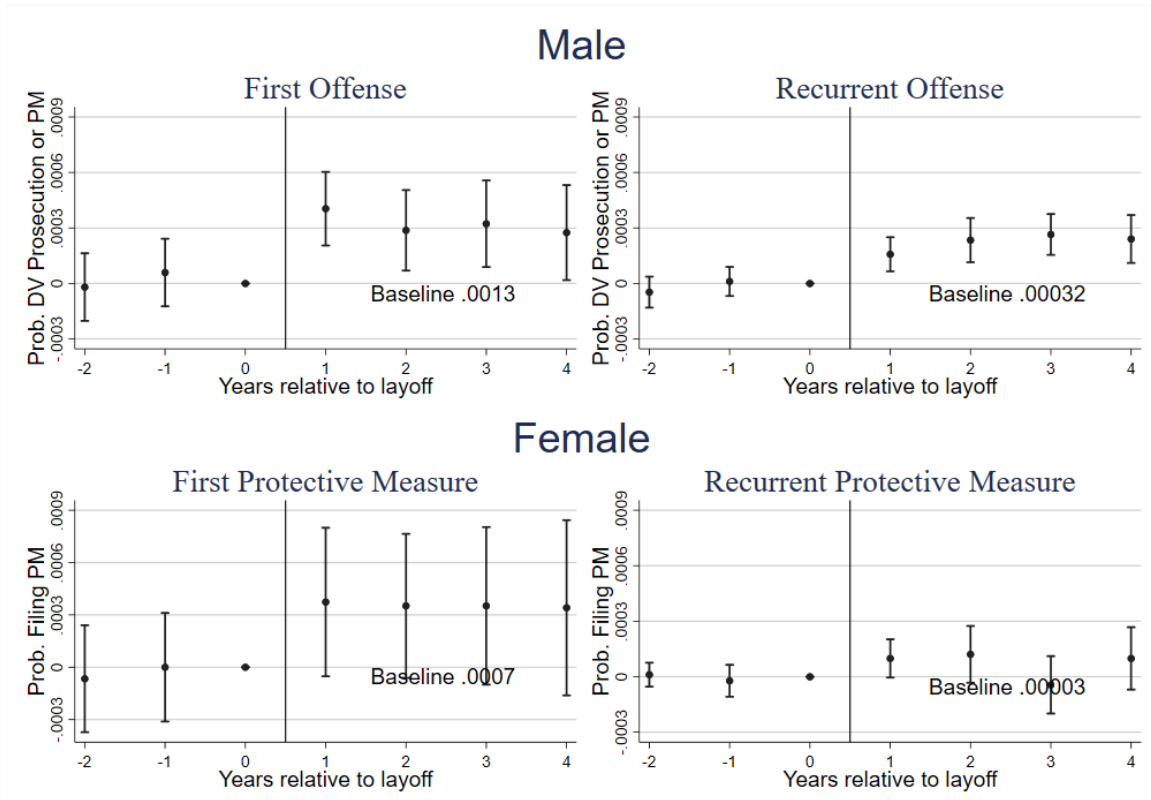 Male
First Offense
Recurrent Offense
Prob. DV Prosecution or PM
.0009
.0006
.0003
0
-.0003
Baseline .0013
-2 -1 0 1 2 3 4
Years relative to layoff
Prob. DV Prosecution or PM
.0009
.0006
.0003
0
-.0003
Baseline .00032
-2 -1 0 1 2 3 4
Years relative to layoff
Female
First Protective Measure
Recurrent Protective Measure
Prob. Filing PM
.0009
.0006
.0003
0
-.0003
Baseline .0007
-2 -1 0 1 2 3 4
Years relative to layoff
Prob. Filing PM
.0009
.0006
.0003
0
-.0003
Baseline .00003
-2 -1 0 1 2 3 4
Years relative to layoff